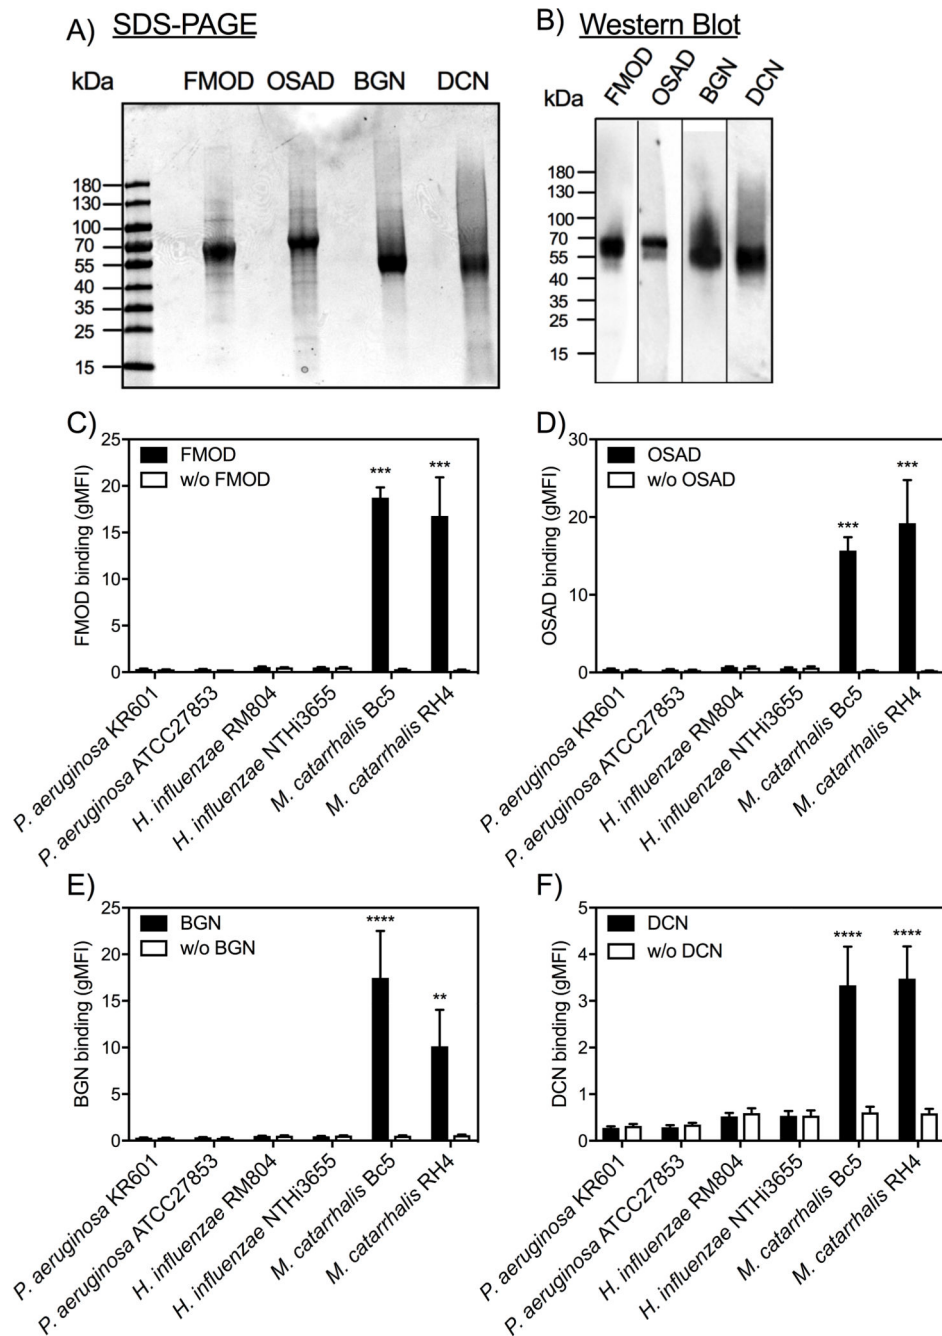 A) SDS-PAGE
kDa FMOD OSAD BGN DCN
180
130
100
70
55
40
35
25
15
B) Western Blot
kDa FMOD OSAD BGN DCN
180
130
100
70
55
40
35
25
15
C)
FMOD
w/o FMOD
FMOD binding (gMFI)
25
20
15
10
5
0
*** ***
P. aeruginosa KR601
P. aeruginosa ATCC27853
H. influenzae RM804
H. influenzae NTHi3655
M. catarrhalis Bc5
M. catarrhalis RH4
D)
OSAD
w/o OSAD
OSAD binding (gMFI)
30
20
10
0
*** ***
P. aeruginosa KR601
P. aeruginosa ATCC27853
H. influenzae RM804
H. influenzae NTHi3655
M. catarrhalis Bc5
M. catarrhalis RH4
E)
BGN
w/o BGN
BGN binding (gMFI)
25
20
15
10
5
0
**** **
P. aeruginosa KR601
P. aeruginosa ATCC27853
H. influenzae RM804
H. influenzae NTHi3655
M. catarrhalis Bc5
M. catarrhalis RH4
F)
DCN
w/o DCN
DCN binding (gMFI)
5
4
3
2
1
0
**** ****
P. aeruginosa KR601
P. aeruginosa ATCC27853
H. influenzae RM804
H. influenzae NTHi3655
M. catarrhalis Bc5
M. catarrhalis RH4